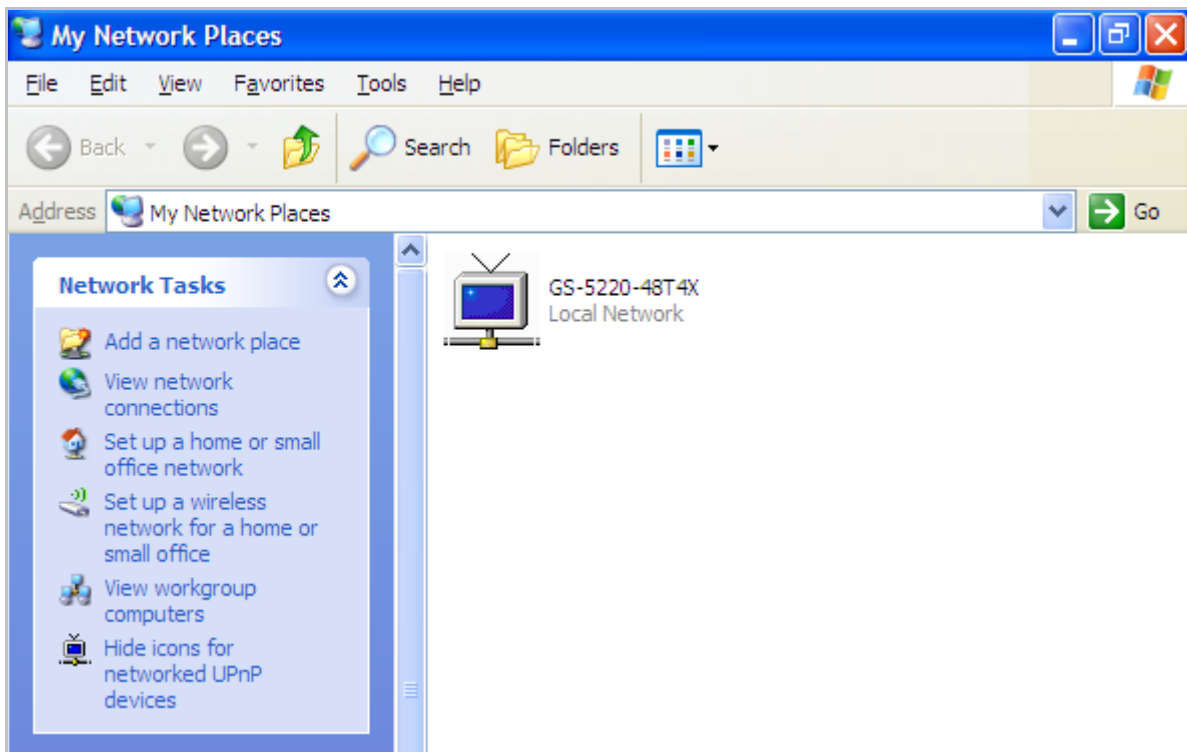 My Network Places
File Edit View Favorites Tools Help
Back Search Folders
Address My Network Places Go
Network Tasks
Add a network place
View network
connections
Set up a home or small
office network
Set up a wireless
network for a home or
small office
View workgroup
computers
Hide icons for
networked UPnP
devices
GS-5220-48T4X
Local Network